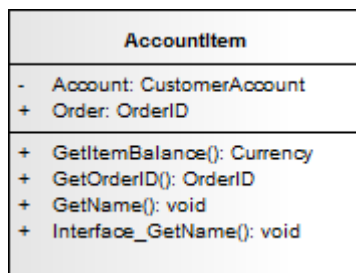 AccountItem
- Account: CustomerAccount
+ Order: OrderID
+ GetItemBalance(): Currency
+ GetOrderID(): OrderID
+ GetName(): void
+ Interface_GetName(): void